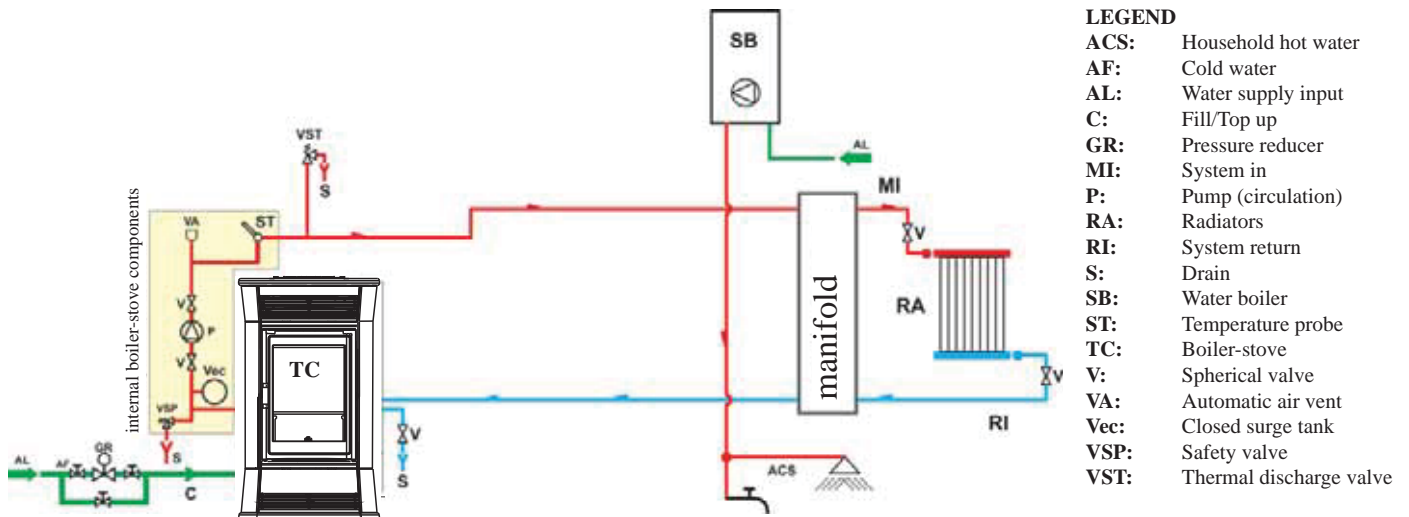 SB
VST
S
AL
MI
V
VA
ST
internal boiler-stove components
V
P
V
Vec
VSP
S
TC
manifold
RA
V
RI
V
S
AL
AF
GR
C
ACS
LEGEND
ACS: Household hot water
AF: Cold water
AL: Water supply input
C: Fill/Top up
GR: Pressure reducer
MI: System in
P: Pump (circulation)
RA: Radiators
RI: System return
S: Drain
SB: Water boiler
ST: Temperature probe
TC: Boiler-stove
V: Spherical valve
VA: Automatic air vent
Vec: Closed surge tank
VSP: Safety valve
VST: Thermal discharge valve